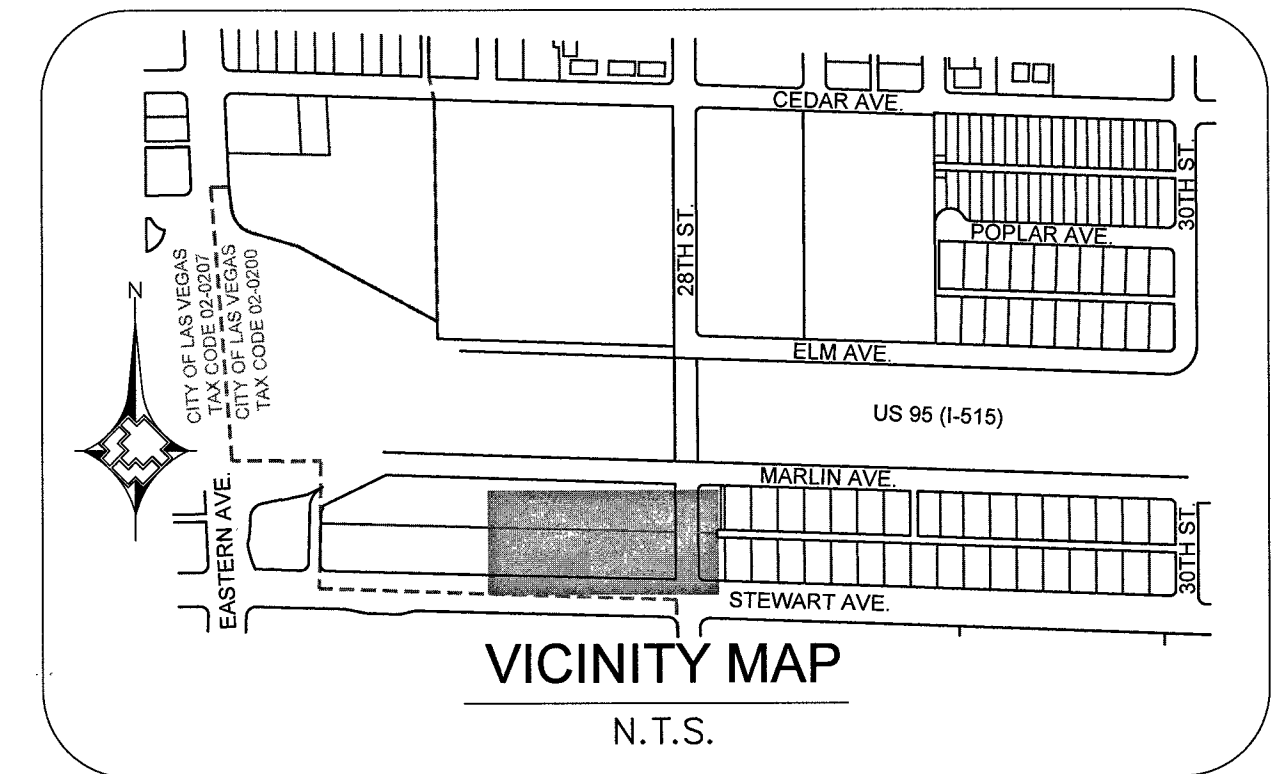 CEDAR AVE.
30TH ST.
28TH ST.
POPLAR AVE.
CITY OF LAS VEGAS
TAX CODE 02-0207
CITY OF LAS VEGAS
TAX CODE 02-0200
N
ELM AVE.
US 95 (I-515)
MARLIN AVE.
EASTERN AVE.
30TH ST.
STEWART AVE.
VICINITY MAP
N.T.S.